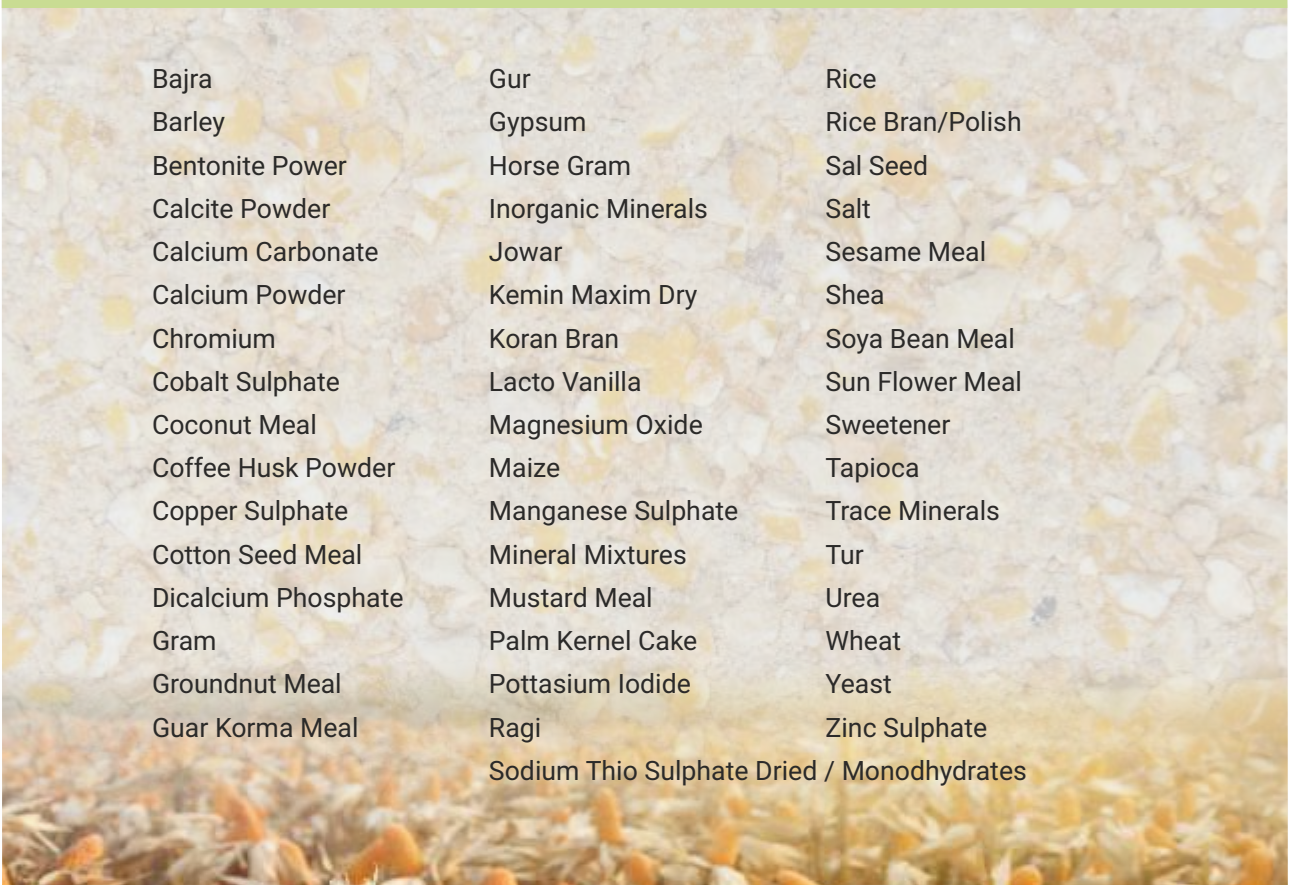 Bajra
Barley
Bentonite Power
Calcite Powder
Calcium Carbonate
Calcium Powder
Chromium
Cobalt Sulphate
Coconut Meal
Coffee Husk Powder
Copper Sulphate
Cotton Seed Meal
Dicalcium Phosphate
Gram
Groundnut Meal
Guar Korma Meal
Gur
Gypsum
Horse Gram
Inorganic Minerals
Jowar
Kemin Maxim Dry
Koran Bran
Lacto Vanilla
Magnesium Oxide
Maize
Manganese Sulphate
Mineral Mixtures
Mustard Meal
Palm Kernel Cake
Pottasium Iodide
Ragi
Sodium Thio Sulphate Dried / Monodhydrates
Rice
Rice Bran/Polish
Sal Seed
Salt
Sesame Meal
Shea
Soya Bean Meal
Sun Flower Meal
Sweetener
Tapioca
Trace Minerals
Tur
Urea
Wheat
Yeast
Zinc Sulphate